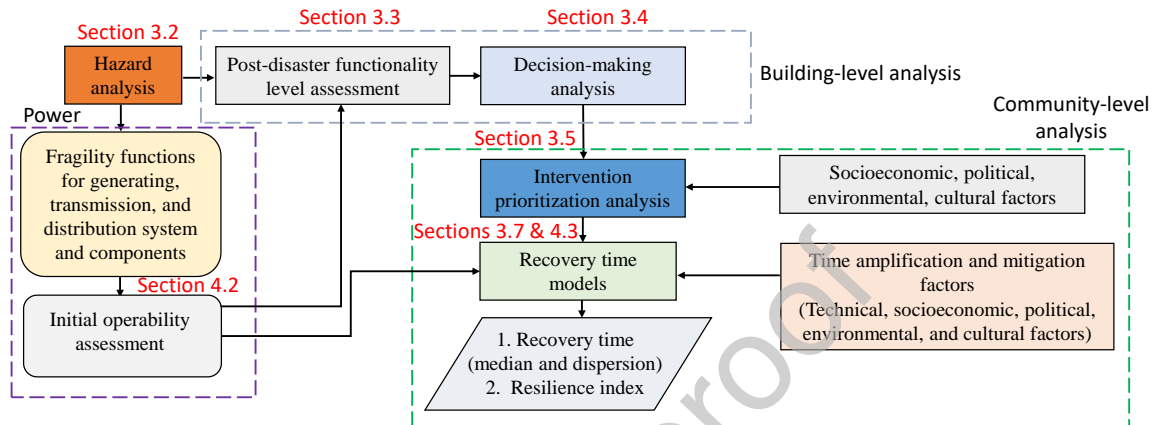 Section 3.2
Section 3.3
Section 3.4
Hazard
analysis
Post-disaster functionality
level assessment
Decision-making
analysis
Building-level analysis
Power
Community-level
analysis
Fragility functions
for generating,
transmission, and
distribution system
and components
Section 3.5
Intervention
prioritization analysis
Socioeconomic, political,
environmental, cultural factors
Sections 3.7 & 4.3
Recovery time
models
Time amplification and mitigation
factors
(Technical, socioeconomic, political,
environmental, and cultural factors)
Section 4.2
Initial operability
assessment
1. Recovery time
(median and dispersion)
2. Resilience index
proof